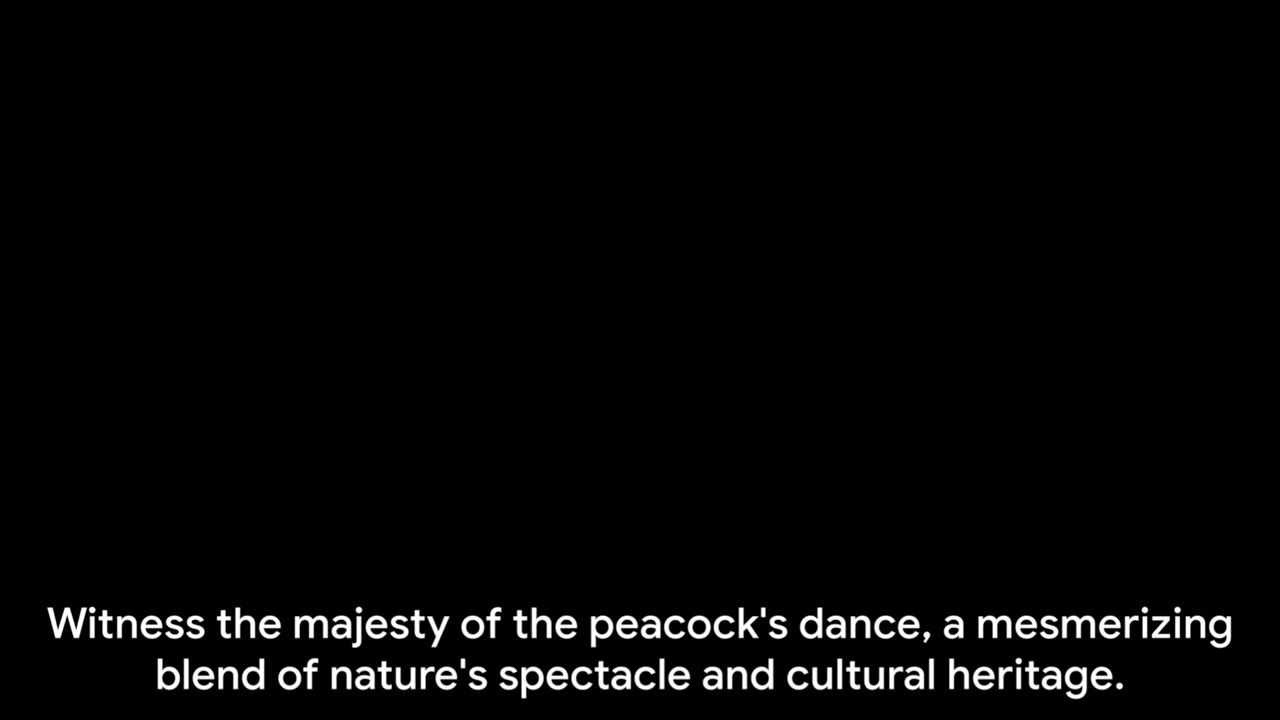 Witness the majesty of the peacock's dance, a mesmerizing
blend of nature's spectacle and cultural heritage.